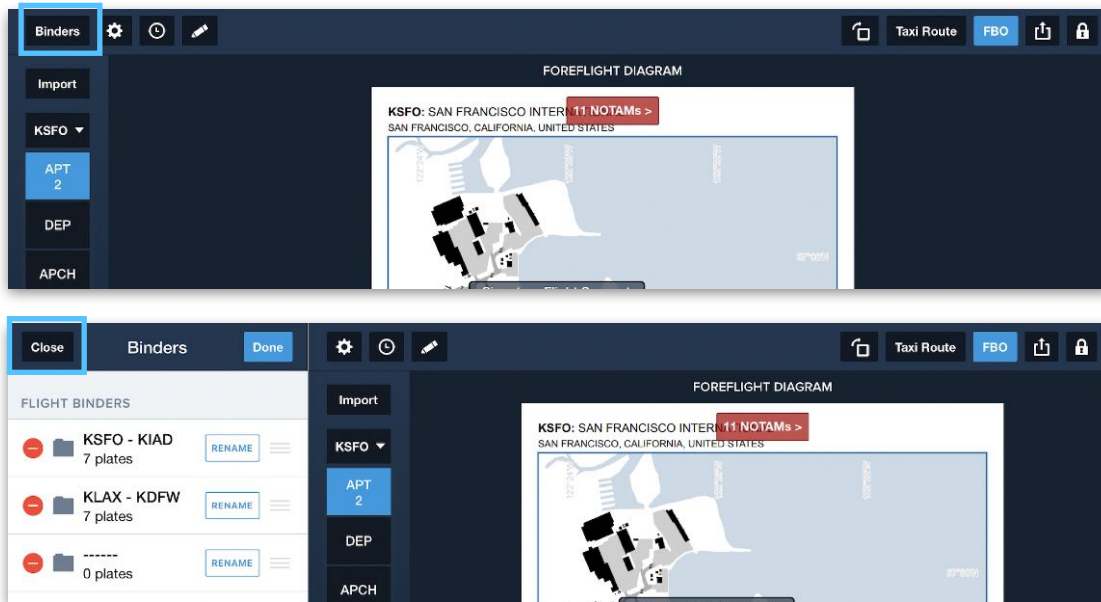 Binders
Taxi Route
FBO
Import
FOREFLIGHT DIAGRAM
KSFO: SAN FRANCISCO INTERN
11 NOTAMs >
SAN FRANCISCO, CALIFORNIA, UNITED STATES
KSFO
APT
2
DEP
APCH
Close
Binders
Done
Taxi Route
FBO
FLIGHT BINDERS
KSFO - KIAD
7 plates
RENAME
KLAX - KDFW
7 plates
RENAME
------
0 plates
RENAME
Import
FOREFLIGHT DIAGRAM
KSFO: SAN FRANCISCO INTERN
11 NOTAMs >
SAN FRANCISCO, CALIFORNIA, UNITED STATES
KSFO
APT
2
DEP
APCH